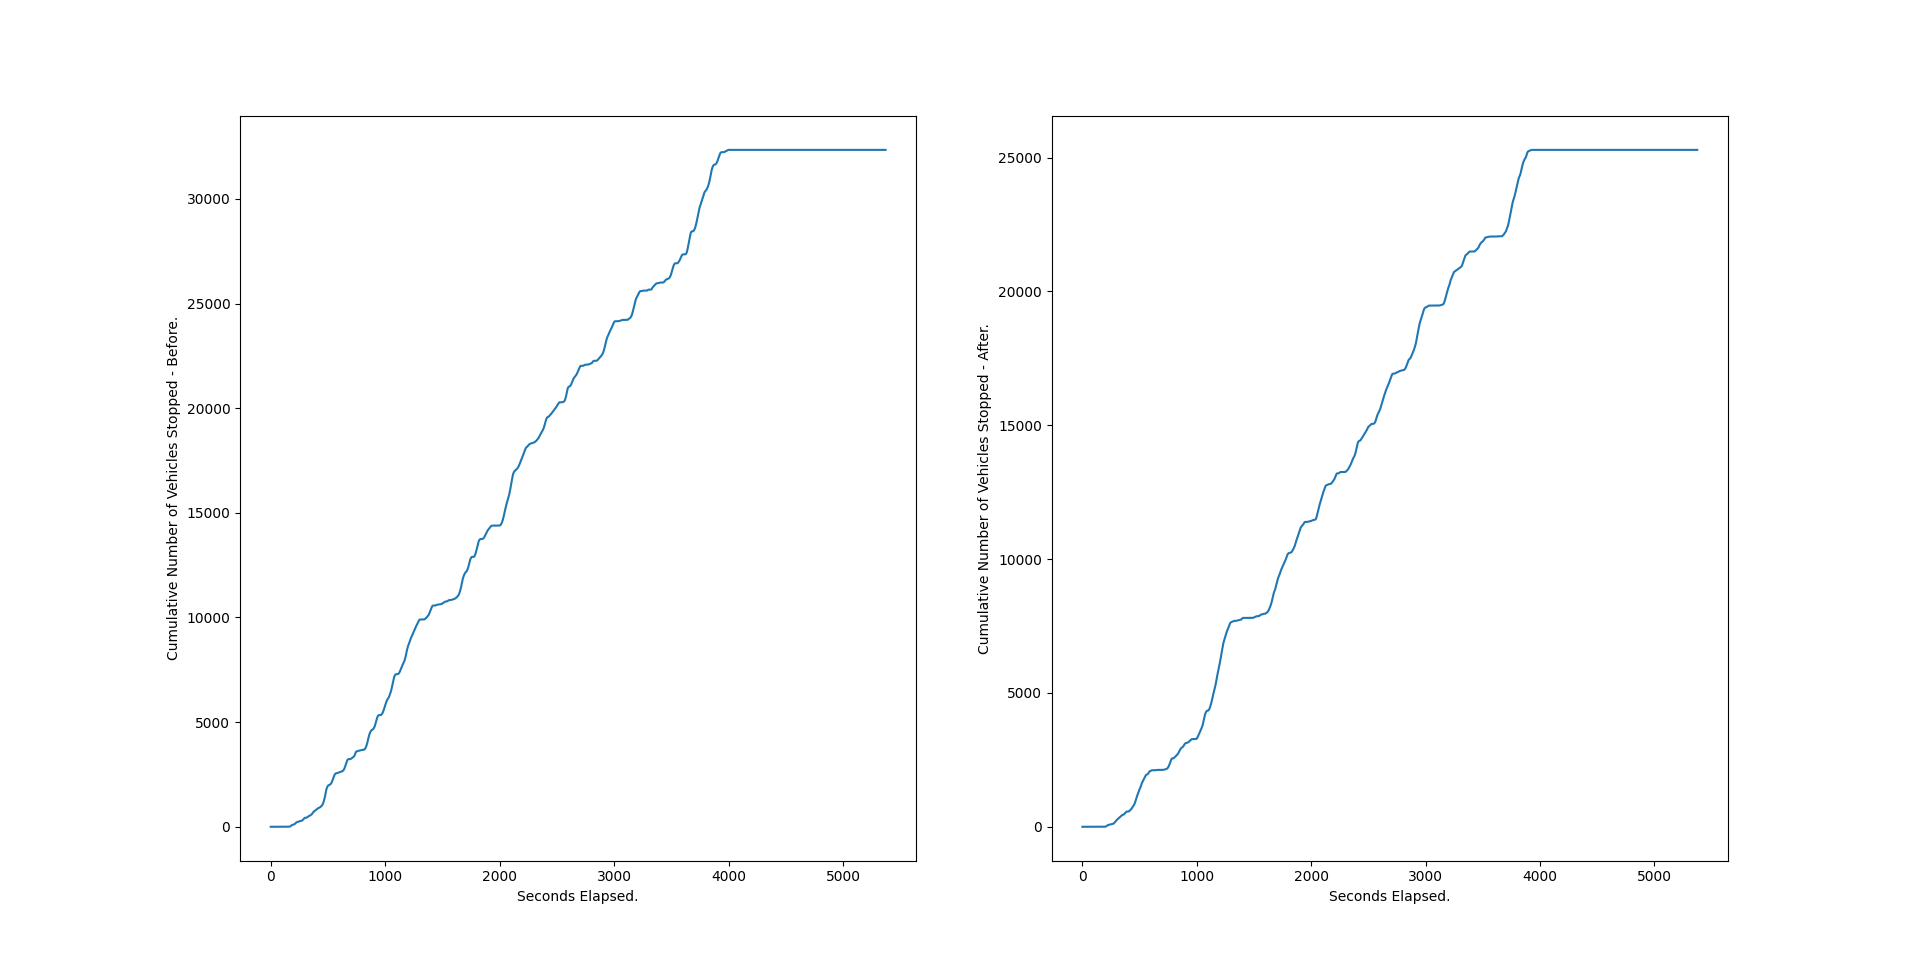 Cumulative Number of Vehicles Stopped - Before.
30000
25000
20000
15000
10000
5000
0
0 1000 2000 3000 4000 5000
Seconds Elapsed.
Cumulative Number of Vehicles Stopped - After.
25000
20000
15000
10000
5000
0
0 1000 2000 3000 4000 5000
Seconds Elapsed.